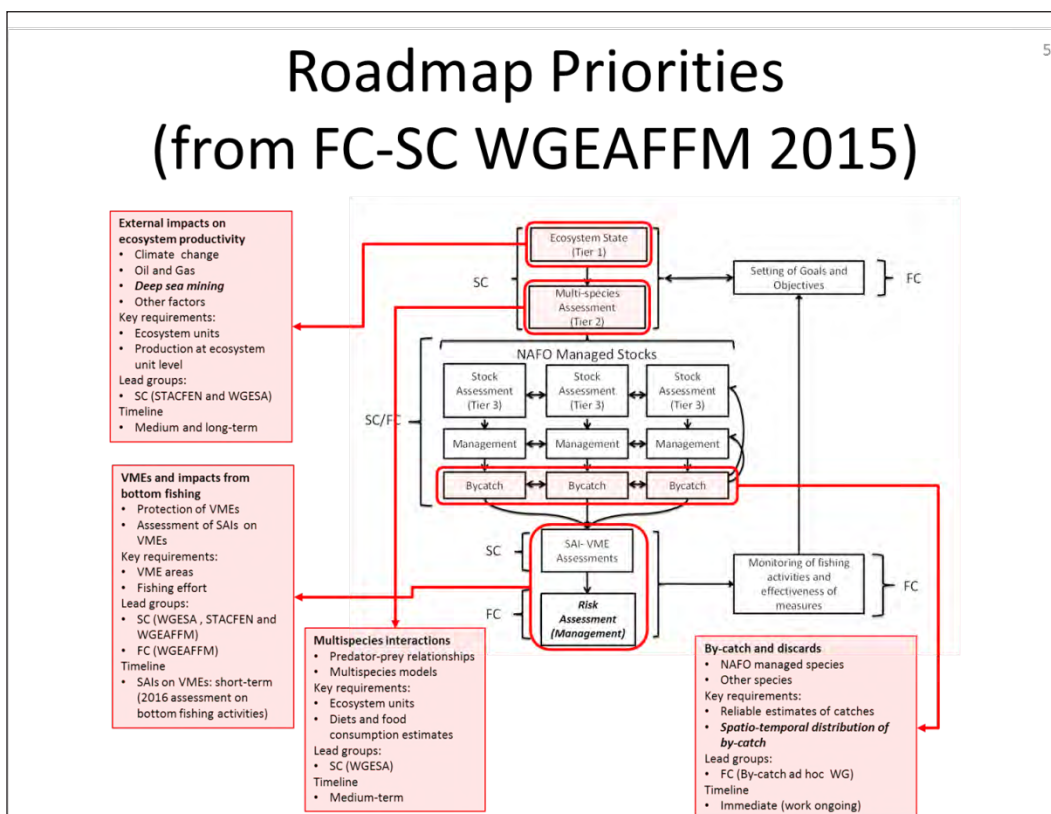 5
Roadmap Priorities
(from FC-SC WGEAFFM 2015)
External impacts on
ecosystem productivity
• Climate change
• Oil and Gas
• Deep sea mining
• Other factors
Key requirements:
• Ecosystem units
• Production at ecosystem
unit level
Lead groups:
• SC (STACFEN and WGESA)
Timeline
• Medium and long-term
VMEs and impacts from
bottom fishing
• Protection of VMEs
• Assessment of SAIs on
VMEs
Key requirements:
• VME areas
• Fishing effort
Lead groups:
• SC (WGESA , STACFEN and
WGEAFFM)
• FC (WGEAFFM)
Timeline
• SAIs on VMEs: short-term
(2016 assessment on
bottom fishing activities)
Multispecies interactions
• Predator-prey relationships
• Multispecies models
Key requirements:
• Ecosystem units
• Diets and food
consumption estimates
Lead groups:
• SC (WGESA)
Timeline
• Medium-term
SC
Ecosystem State
(Tier 1)
Multi-species
Assessment
(Tier 2)
Setting of Goals and
Objectives
FC
NAFO Managed Stocks
SC/FC
Stock
Assessment
(Tier 3)
Stock
Assessment
(Tier 3)
Stock
Assessment
(Tier 3)
Management
Management
Management
Bycatch
Bycatch
Bycatch
SC
SAI- VME
Assessments
FC
Risk
Assessment
(Management)
Monitoring of fishing
activities and
effectiveness of
measures
FC
By-catch and discards
• NAFO managed species
• Other species
Key requirements:
• Reliable estimates of catches
• Spatio-temporal distribution of
by-catch
Lead groups:
• FC (By-catch ad hoc WG)
Timeline
• Immediate (work ongoing)